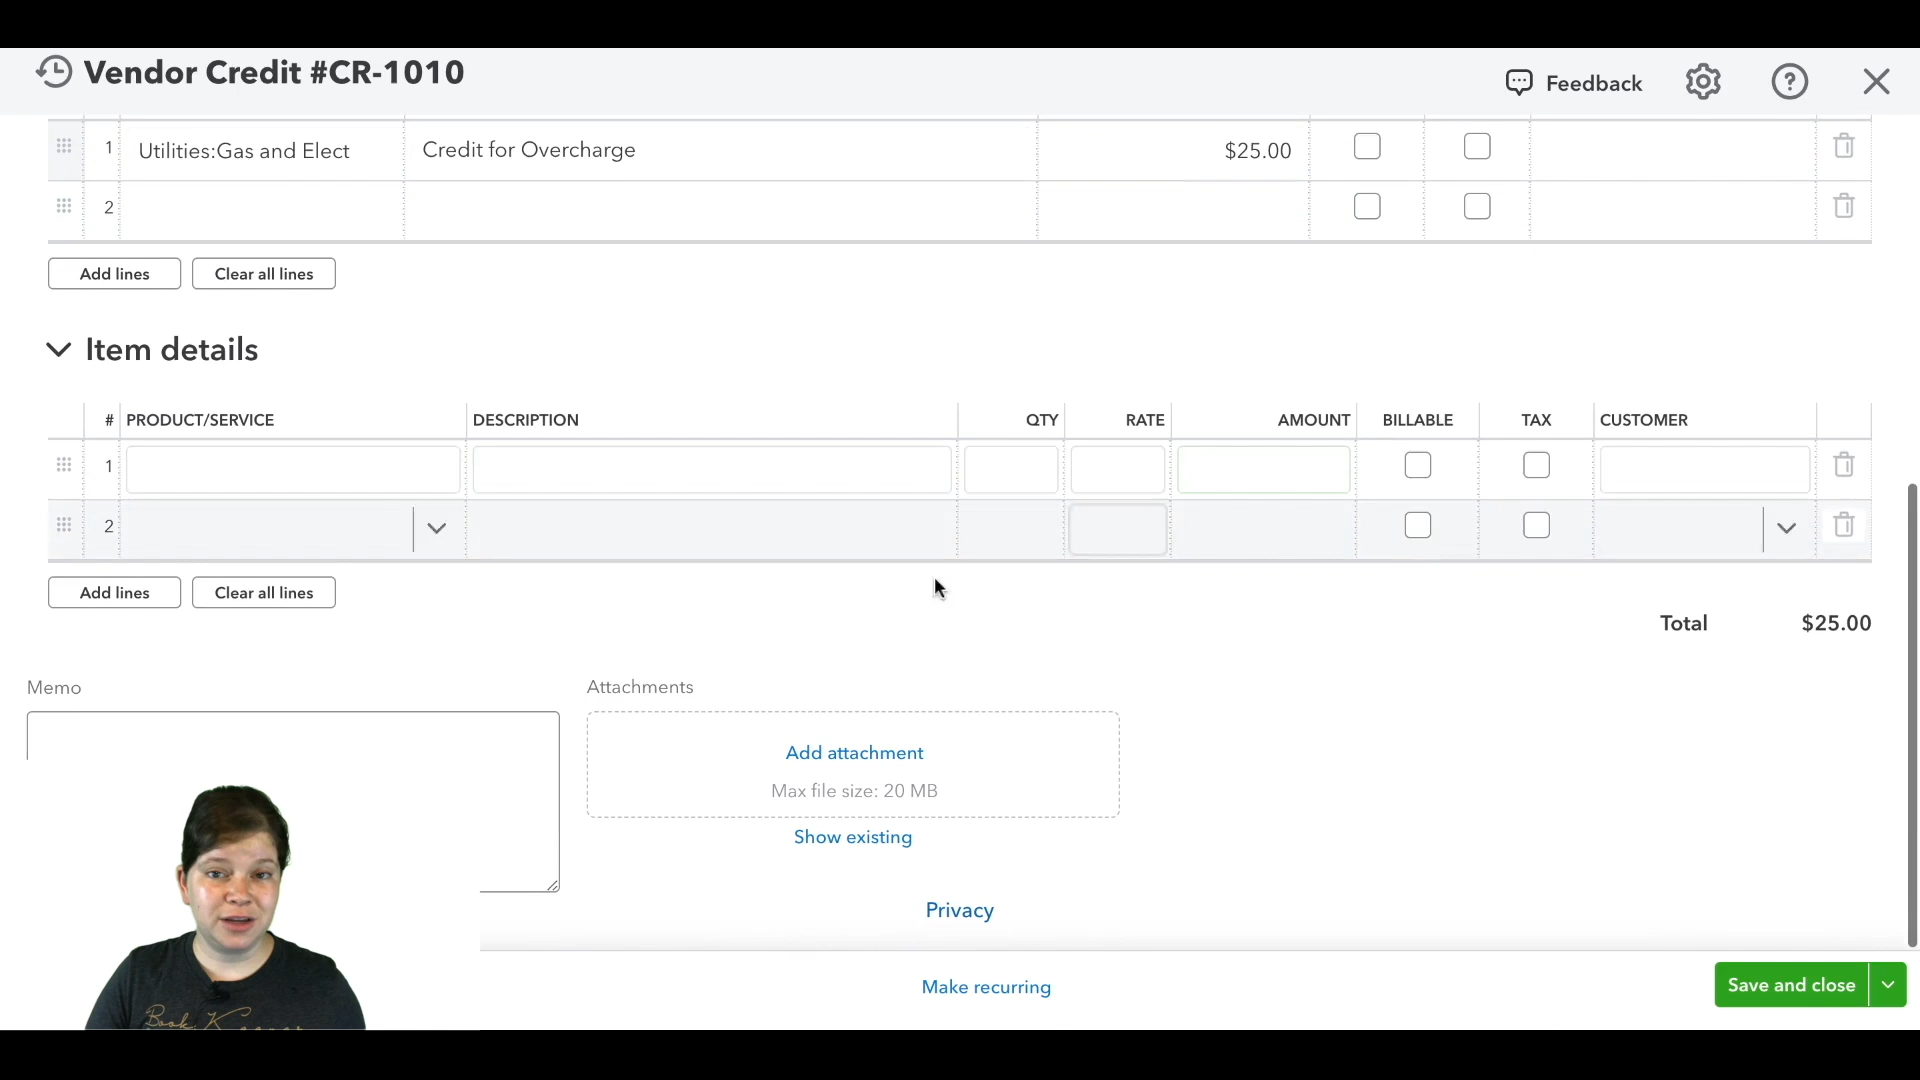 Vendor Credit #CR-1010
Feedback
1 Utilities:Gas and Elect Credit for Overcharge $25.00
2
Add lines Clear all lines
Item details
# PRODUCT/SERVICE DESCRIPTION QTY RATE AMOUNT BILLABLE TAX CUSTOMER
1
2
Add lines Clear all lines
Total $25.00
Memo Attachments
Add attachment
Max file size: 20 MB
Show existing
Privacy
Make recurring Save and close
Book